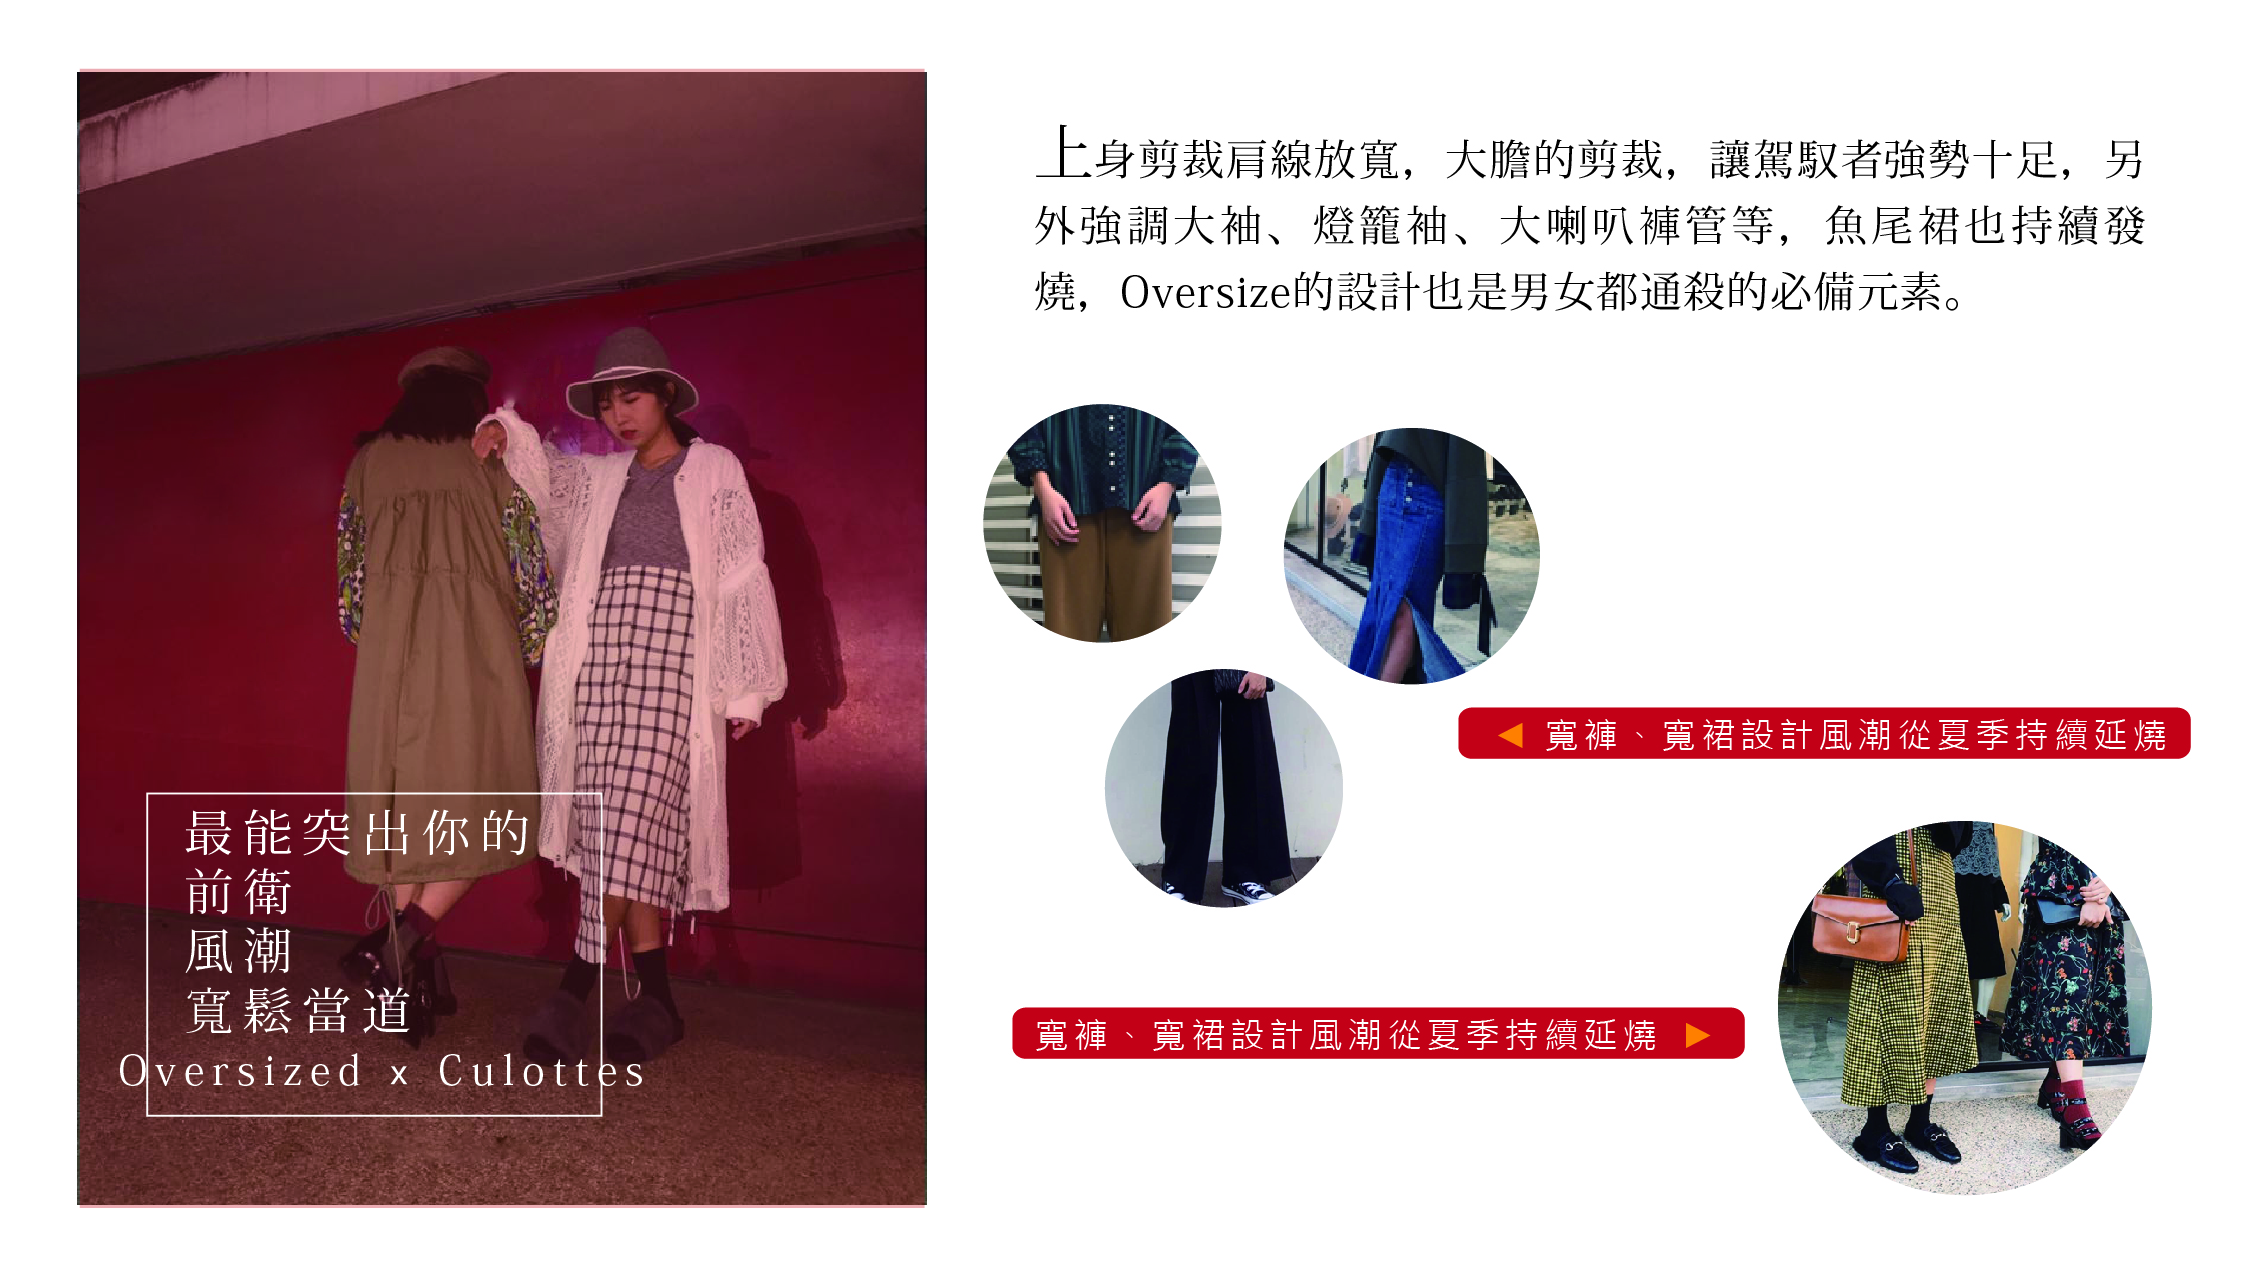 上身剪裁肩線放寬，大膽的剪裁，讓駕馭者強勢十足，另
外強調大袖、燈籠袖、大喇叭褲管等，魚尾裙也持續發
燒，Oversize的設計也是男女都通殺的必備元素。
寬褲、寬裙設計風潮從夏季持續延燒
最能突出你的
前衛
風潮
寬鬆當道
Oversized x Culottes
寬褲、寬裙設計風潮從夏季持續延燒